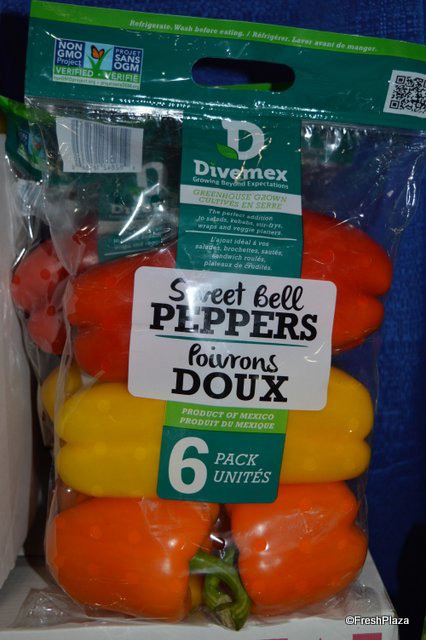 Refrigerate. Wash before eating. / Réfrigérer. Laver avant de manger.
NON GMO Project VERIFIED
PROJET SANS OGM VÉRIFIÉ
D
Divemex
Growing Beyond Expectations
GREENHOUSE GROWN
CULTIVÉS EN SERRE
The perfect addition
to salads, kebabs, stir-fry,
wraps and veggie platters.
L'ajout idéal à vos
salades, brochettes, sautés,
sandwich roulés,
plateaux de crudités.
Sweet Bell
PEPPERS
Poivrons
DOUX
PRODUCT OF MEXICO
PRODUIT DU MEXIQUE
6 PACK
UNITÉS
©FreshPlaza